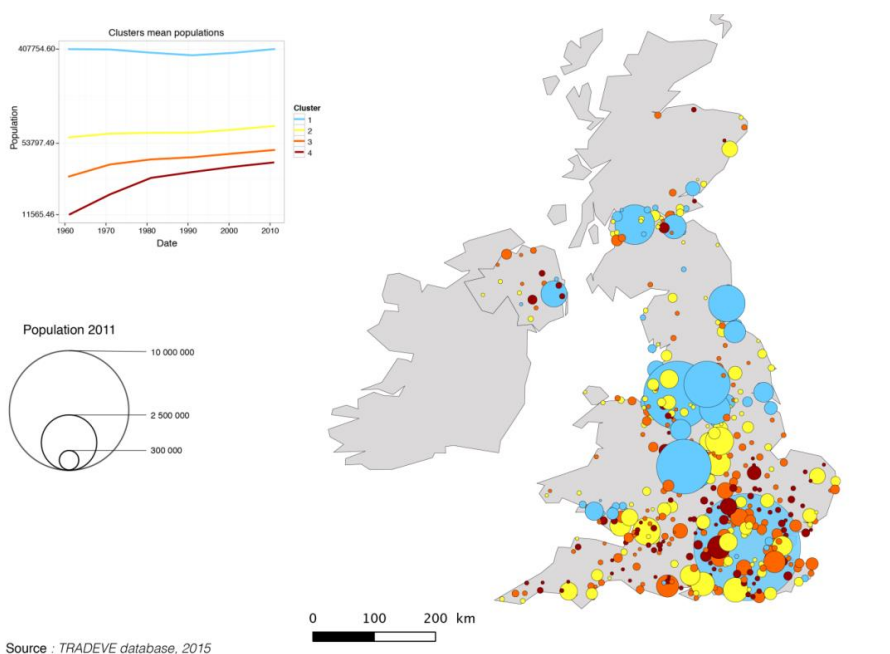 Clusters mean populations
407754.60
53797.49
11565.46
Population
1960 1970 1980 1990 2000 2010
Date
Cluster
1
2
3
4
Population 2011
10 000 000
2 500 000
300 000
0 100 200 km
Source : TRADEVE database, 2015